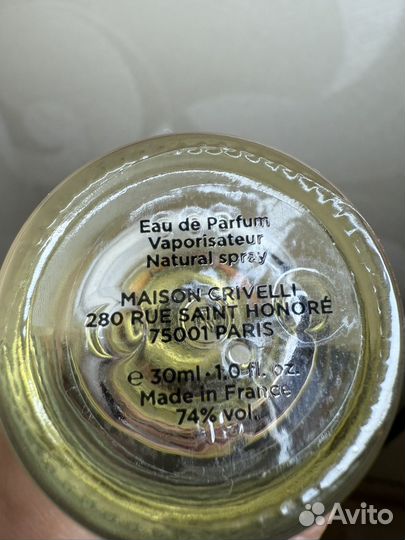 Eau de Parfum
Vaporisateur
Natural spray
MAISON CRIVELLI
280 RUE SAINT HONORÉ
75001 PARIS
℮ 30ml · 1.0 fl. oz.
Made in France
74% vol.
Avito